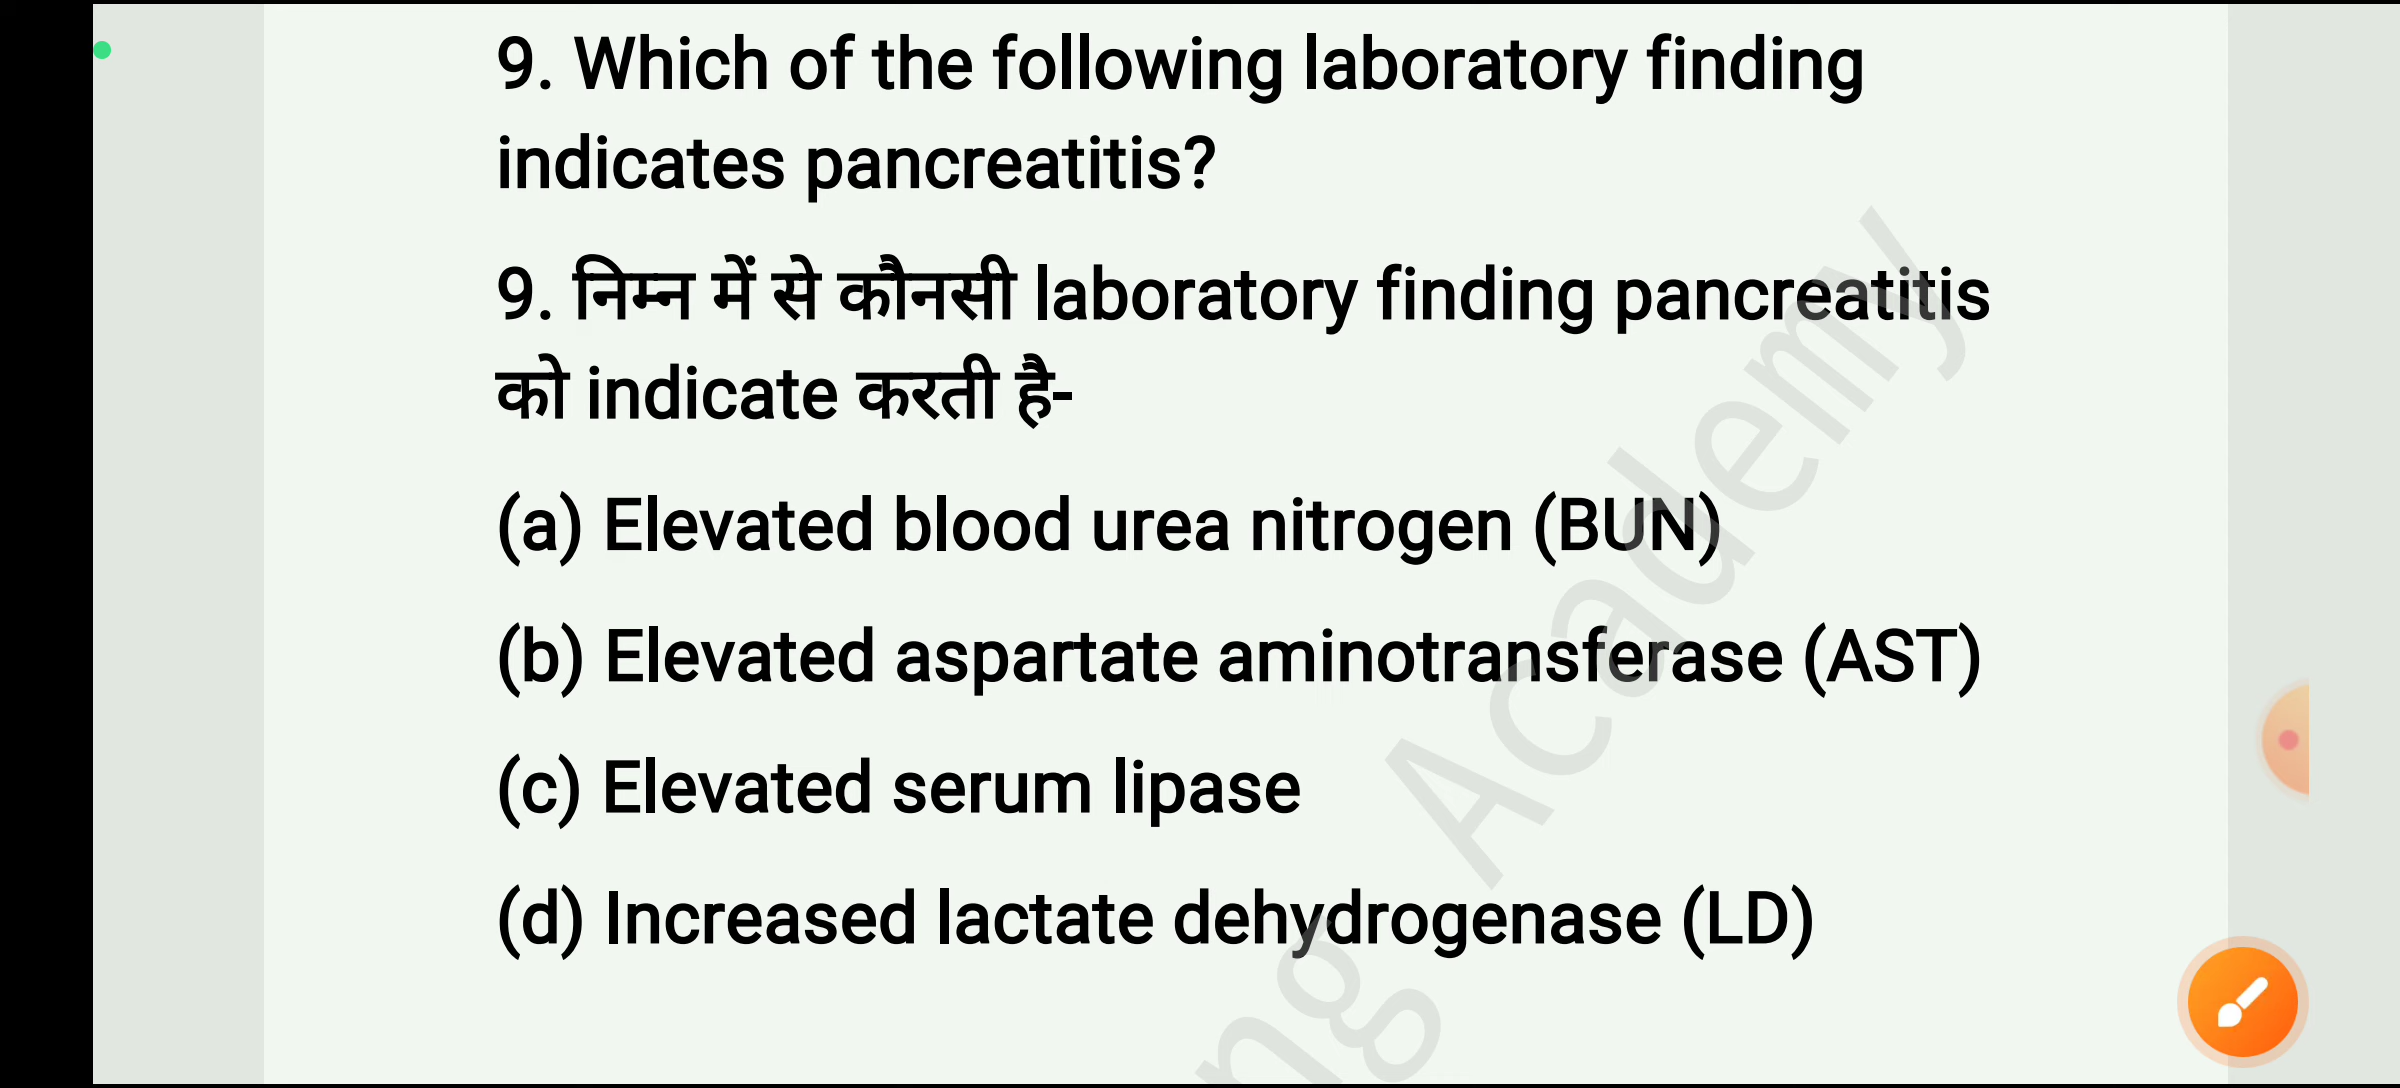 9. Which of the following laboratory finding
indicates pancreatitis?
9. निम्न में से कौनसी laboratory finding pancreatitis
को indicate करती है-
(a) Elevated blood urea nitrogen (BUN)
(b) Elevated aspartate aminotransferase (AST)
(c) Elevated serum lipase
(d) Increased lactate dehydrogenase (LD)
Academy